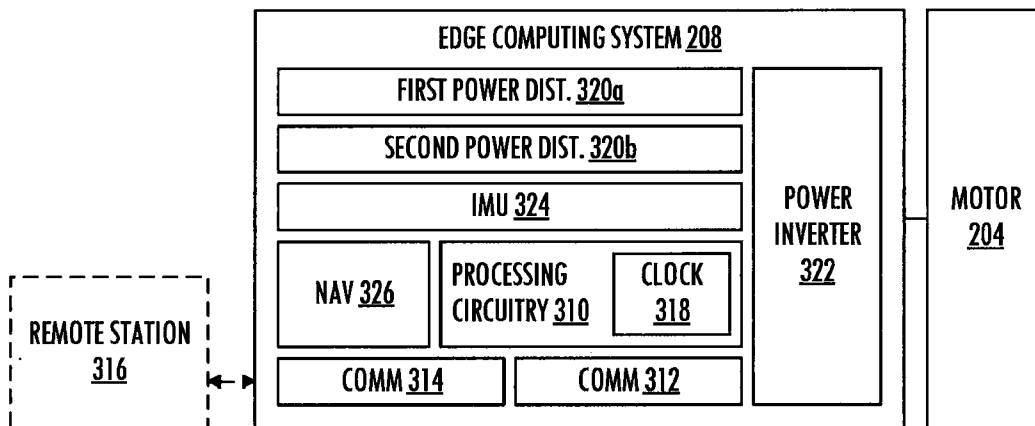 EDGE COMPUTING SYSTEM 208
FIRST POWER DIST. 320a
SECOND POWER DIST. 320b
IMU 324
NAV 326
PROCESSING
CIRCUITRY 310
CLOCK
318
COMM 314
COMM 312
POWER
INVERTER
322
MOTOR
204
REMOTE STATION
316